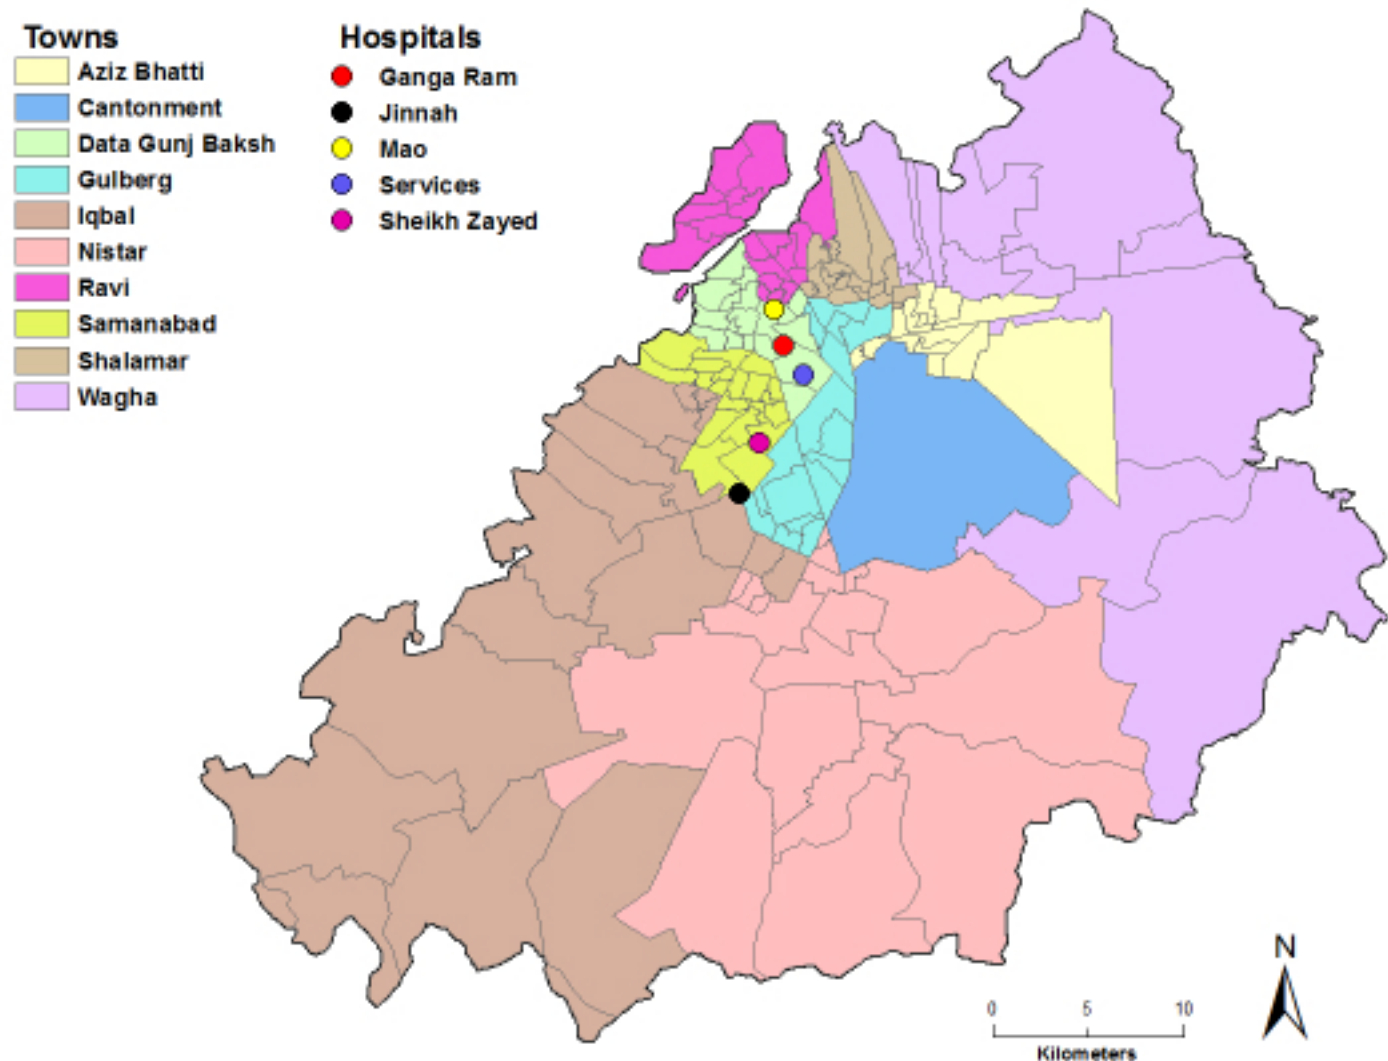 Towns
Aziz Bhatti
Cantonment
Data Gunj Baksh
Gulberg
Iqbal
Nistar
Ravi
Samanabad
Shalamar
Wagha
Hospitals
Ganga Ram
Jinnah
Mao
Services
Sheikh Zayed
N
0 5 10
Kilometers